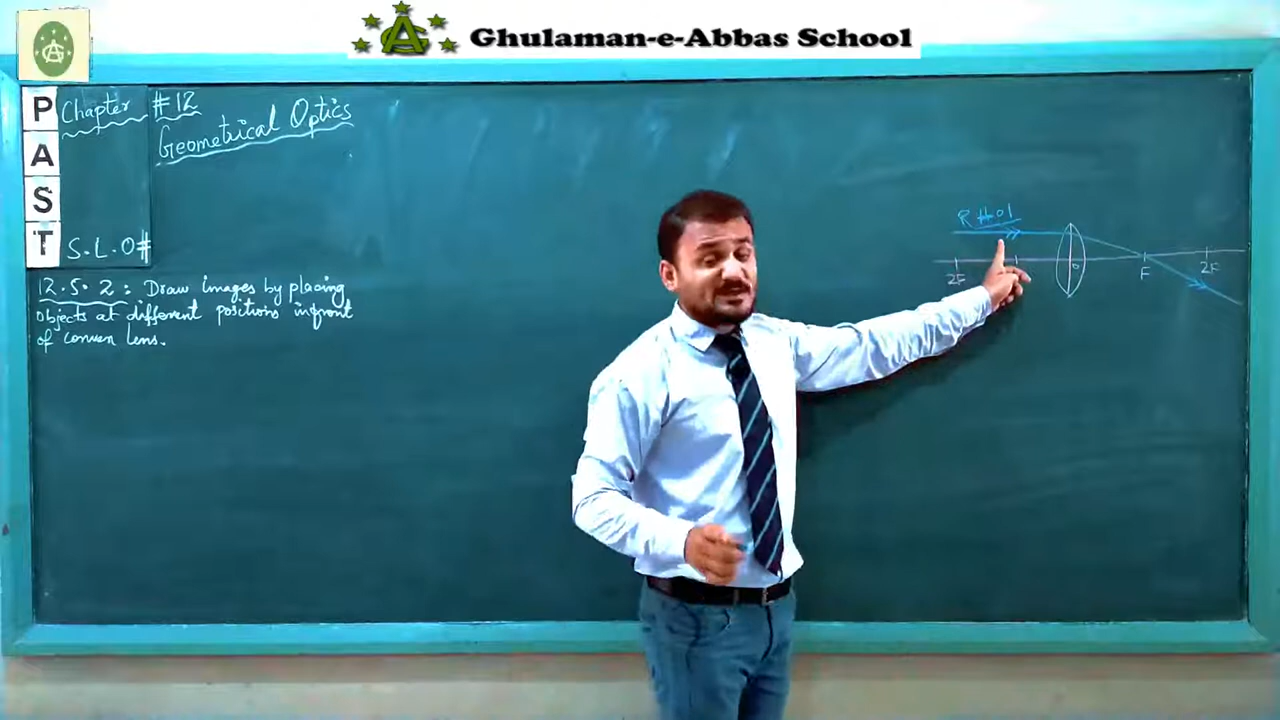 Ghulaman-e-Abbas School
P
A
S
T
Chapter #12
Geometrical Optics
S.L.O#
12.5.2: Draw images by placing
objects at different positions infront
of convex lens.
R#01
2F
F
2F